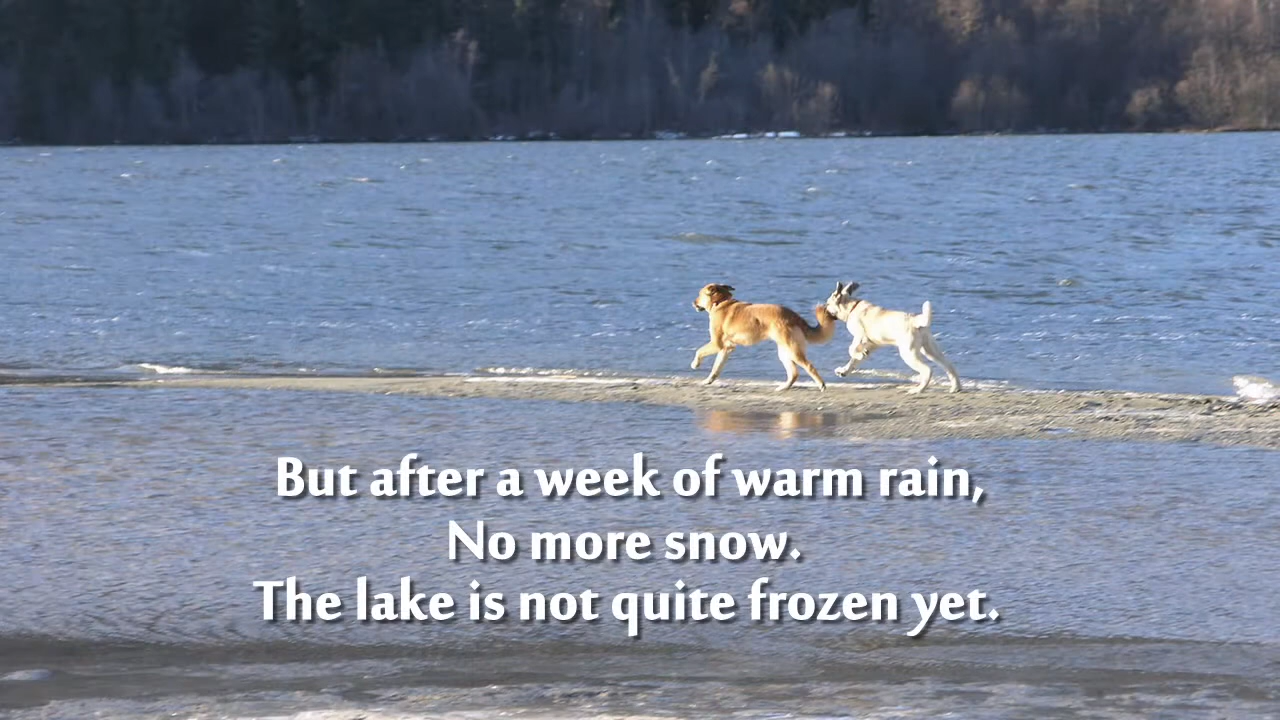 But after a week of warm rain,
No more snow.
The lake is not quite frozen yet.